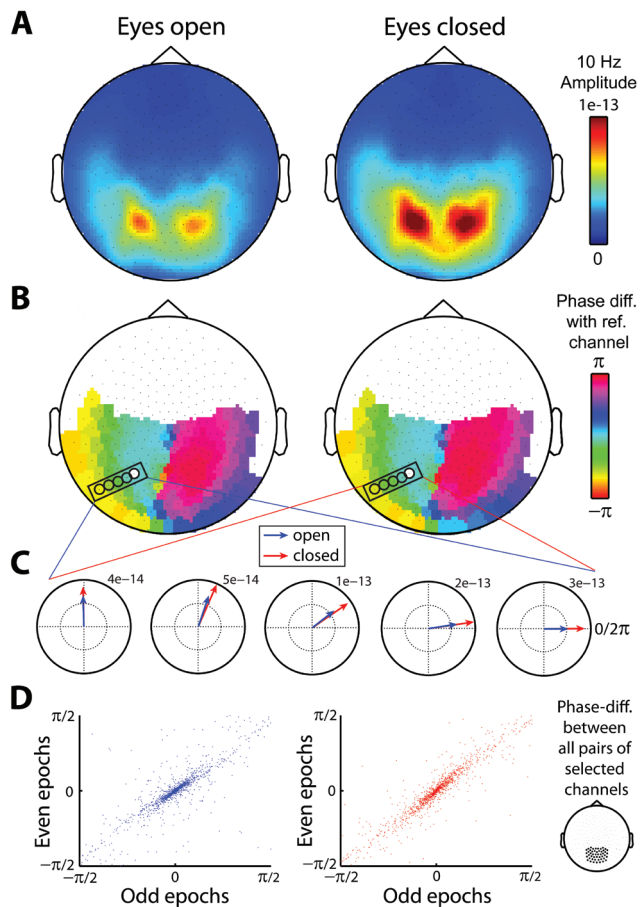 A
Eyes open
Eyes closed
10 Hz
Amplitude
1e-13
0
B
Phase diff.
with ref.
channel
π
−π
open
closed
C
4e−14
5e−14
1e−13
2e−13
3e−13
0/2π
D
π/2
0
−π/2
Even epochs
−π/2
0
π/2
Odd epochs
π/2
0
−π/2
Even epochs
−π/2
0
π/2
Odd epochs
Phase-diff.
between
all pairs of
selected
channels